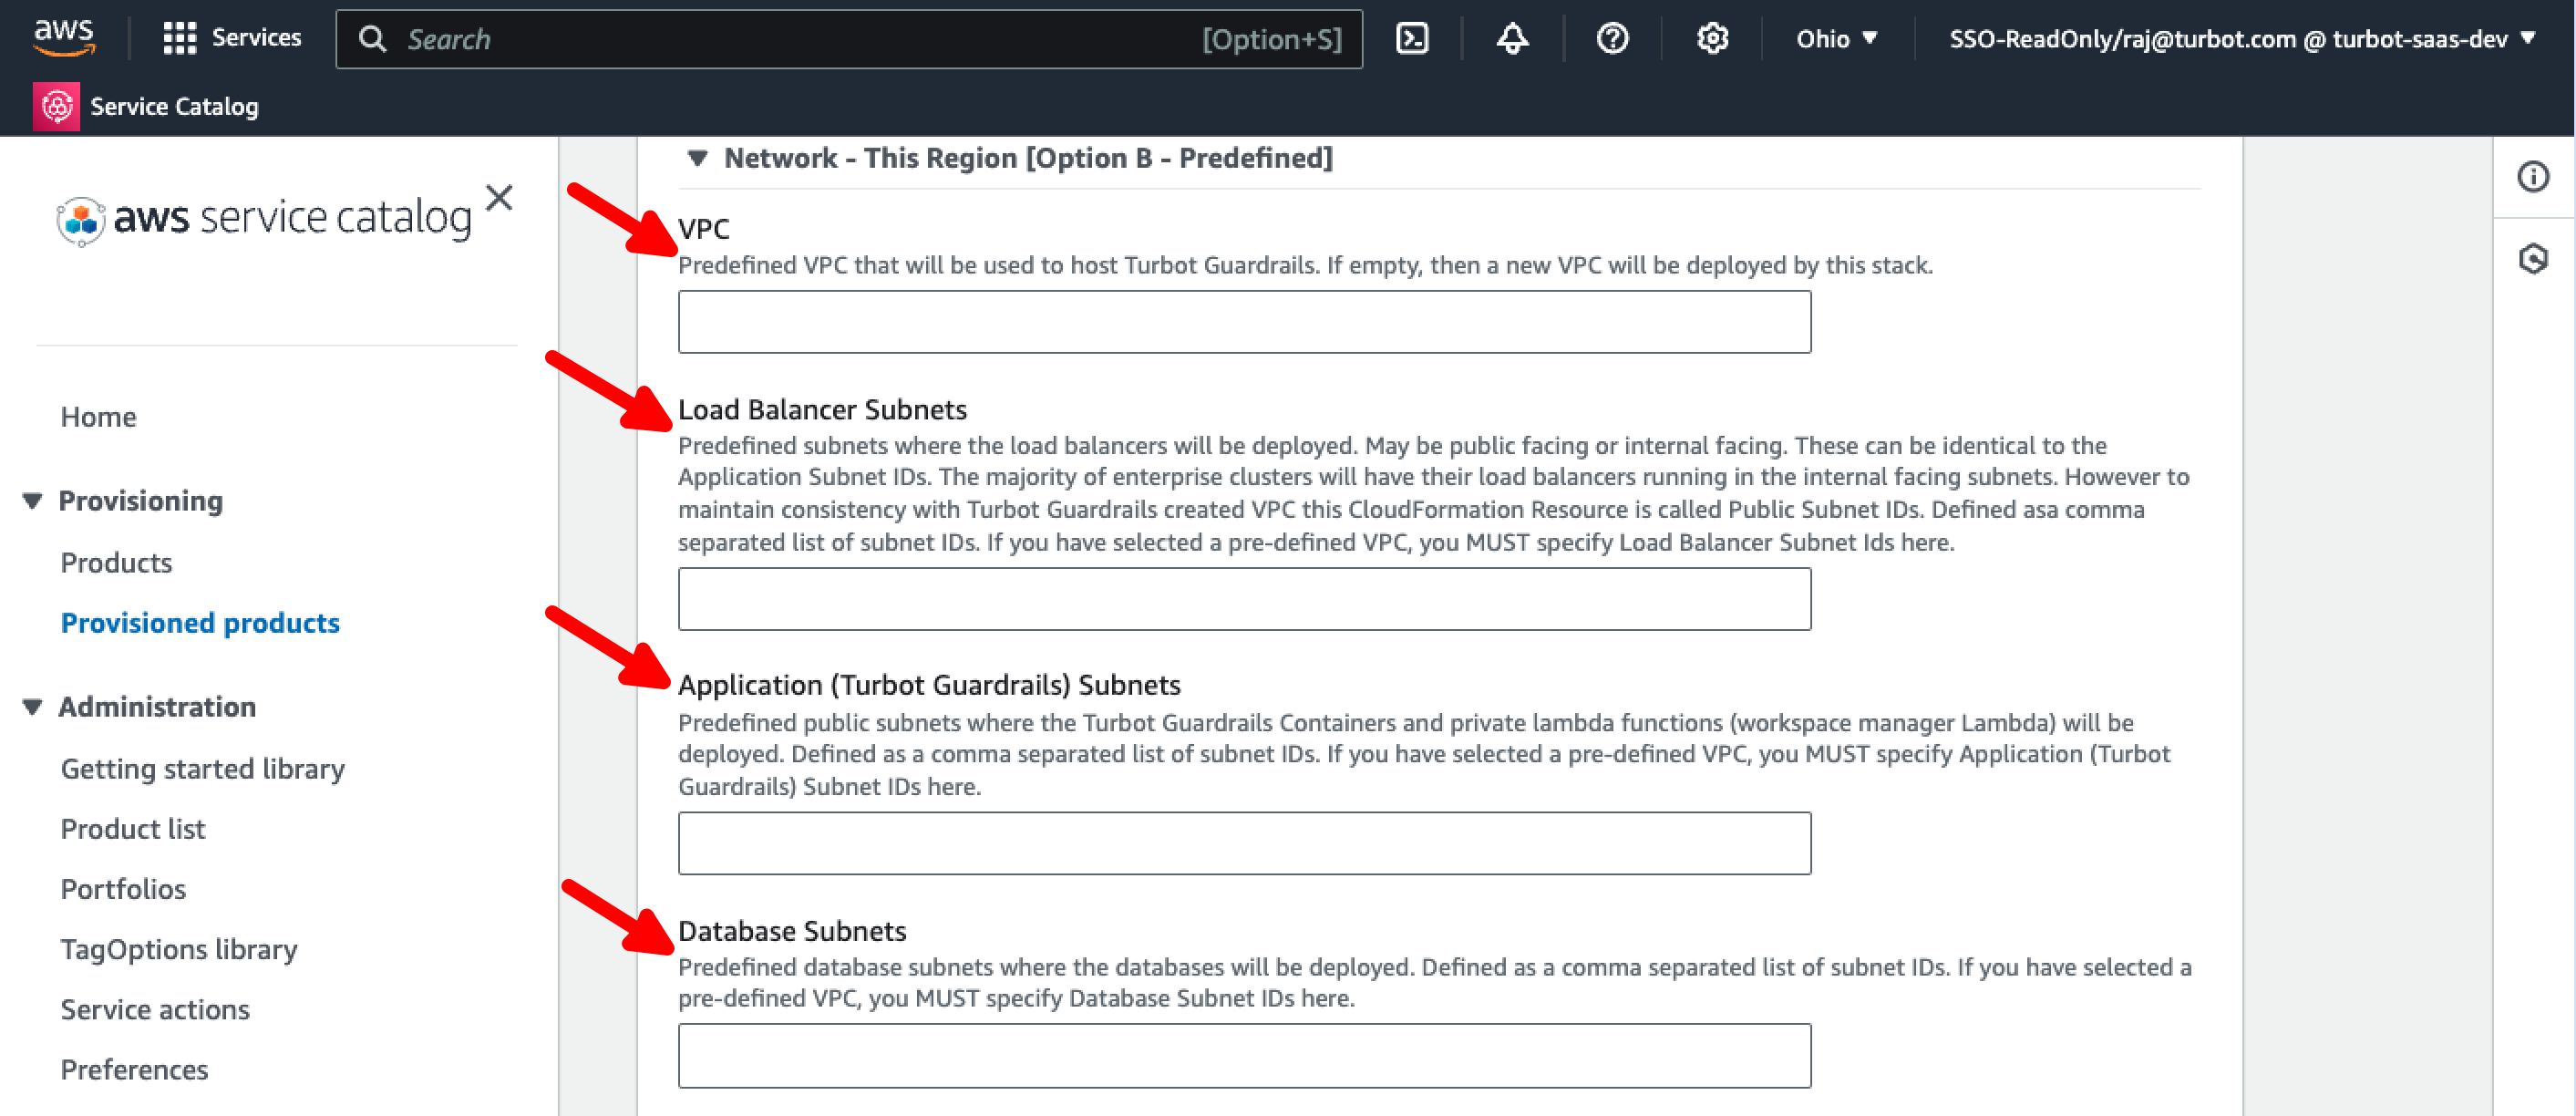 aws
Services
Search
[Option+S]
Ohio
SSO-ReadOnly/raj@turbot.com @ turbot-saas-dev
Service Catalog
aws service catalog
Home
Provisioning
Products
Provisioned products
Administration
Getting started library
Product list
Portfolios
TagOptions library
Service actions
Preferences
Network - This Region [Option B - Predefined]
VPC
Predefined VPC that will be used to host Turbot Guardrails. If empty, then a new VPC will be deployed by this stack.
Load Balancer Subnets
Predefined subnets where the load balancers will be deployed. May be public facing or internal facing. These can be identical to the
Application Subnet IDs. The majority of enterprise clusters will have their load balancers running in the internal facing subnets. However to
maintain consistency with Turbot Guardrails created VPC this CloudFormation Resource is called Public Subnet IDs. Defined asa comma
separated list of subnet IDs. If you have selected a pre-defined VPC, you MUST specify Load Balancer Subnet Ids here.
Application (Turbot Guardrails) Subnets
Predefined public subnets where the Turbot Guardrails Containers and private lambda functions (workspace manager Lambda) will be
deployed. Defined as a comma separated list of subnet IDs. If you have selected a pre-defined VPC, you MUST specify Application (Turbot
Guardrails) Subnet IDs here.
Database Subnets
Predefined database subnets where the databases will be deployed. Defined as a comma separated list of subnet IDs. If you have selected a
pre-defined VPC, you MUST specify Database Subnet IDs here.